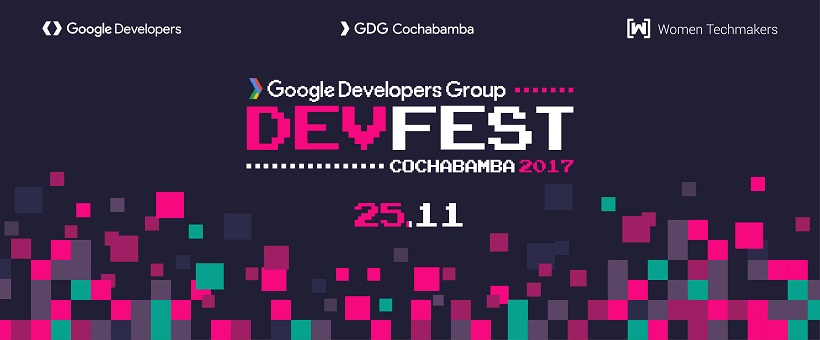 Google Developers
GDG Cochabamba
Women Techmakers
Google Developers Group
DEVFEST
COCHABAMBA 2017
25.11